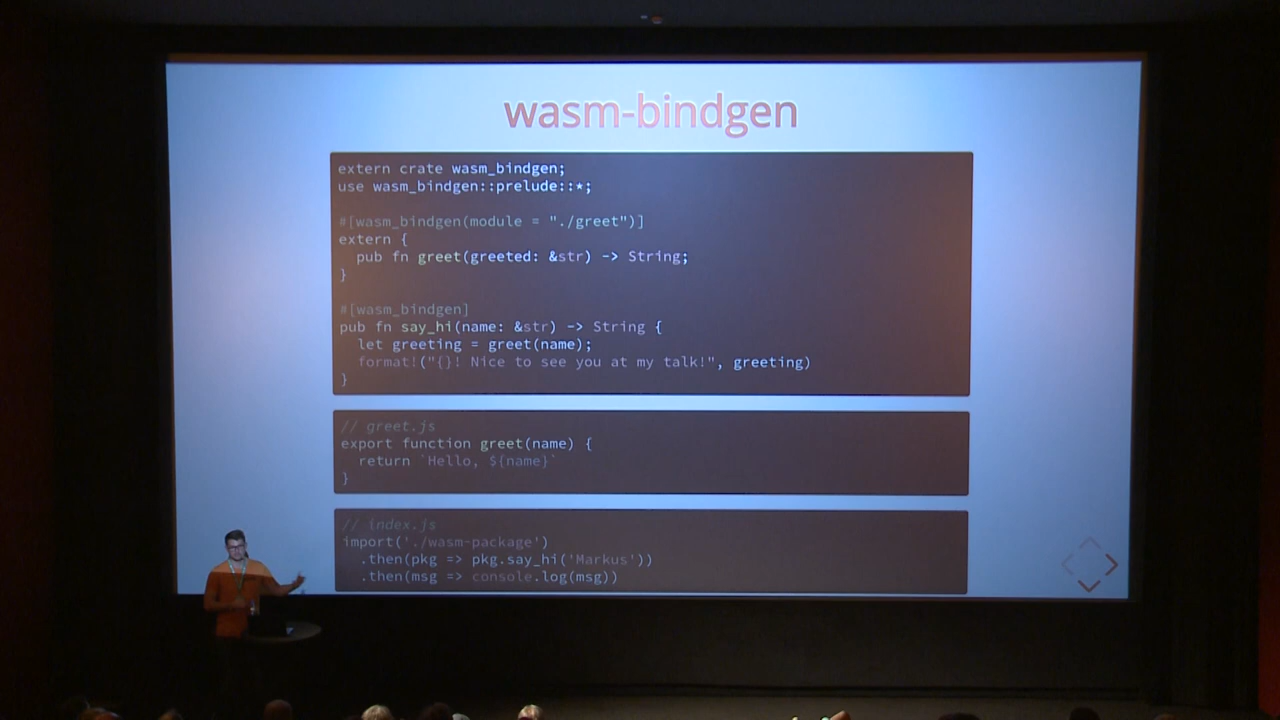 wasm-bindgen
extern crate wasm_bindgen;
use wasm_bindgen::prelude::*;
#[wasm_bindgen(module = "./greet")]
extern {
pub fn greet(greeted: &str) -> String;
}
#[wasm_bindgen]
pub fn say_hi(name: &str) -> String {
let greeting = greet(name);
format!("{}! Nice to see you at my talk!", greeting)
}
// greet.js
export function greet(name) {
return `Hello, ${name}`
}
// index.js
import('./wasm-package')
.then(pkg => pkg.say_hi('Markus'))
.then(msg => console.log(msg))